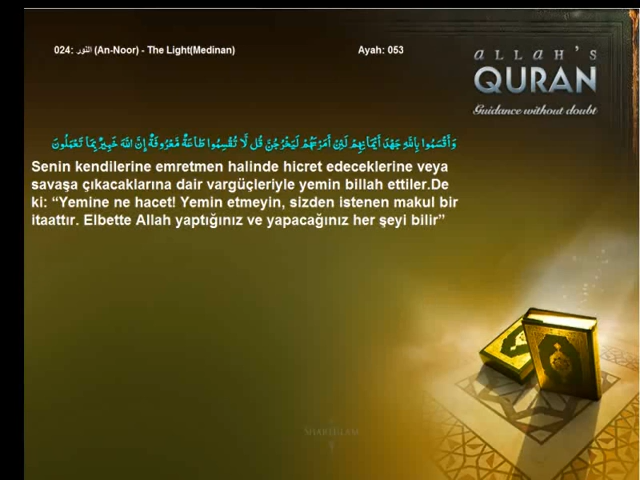 024: النور (An-Noor) - The Light(Medinan) Ayah: 053
ALLAH'S
QURAN
Guidance without doubt
وَأَقْسَمُوا بِاللَّهِ جَهْدَ أَيْمَانِهِمْ لَئِنْ أَمَرْتَهُمْ لَيَخْرُجُنَّ قُل لَّا تُقْسِمُوا طَاعَةٌ مَّعْرُوفَةٌ إِنَّ اللَّهَ خَبِيرٌ بِمَا تَعْمَلُونَ
Senin kendilerine emretmen halinde hicret edeceklerine veya
savaşa çıkacaklarına dair vargüçleriyle yemin billah ettiler.De
ki: “Yemine ne hacet! Yemin etmeyin, sizden istenen makul bir
itaattır. Elbette Allah yaptığınız ve yapacağınız her şeyi bilir”